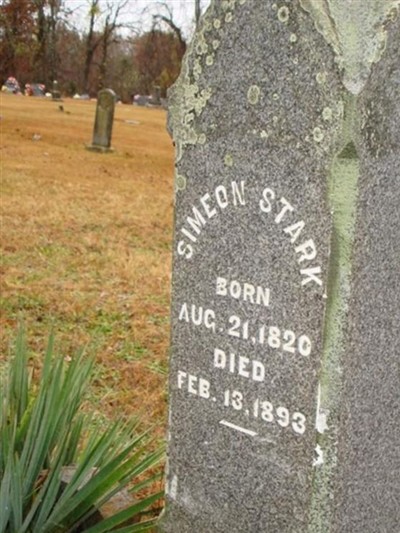 SIMEON STARK
BORN
AUG. 21, 1820
DIED
FEB. 13, 1893